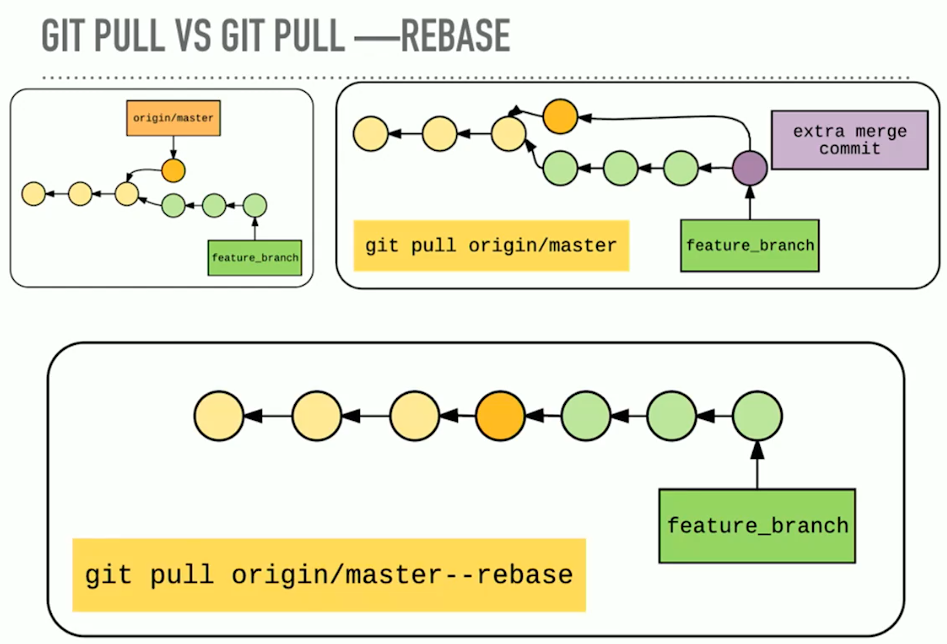 GIT PULL VS GIT PULL —REBASE
origin/master
feature_branch
extra merge
commit
git pull origin/master
feature_branch
git pull origin/master--rebase
feature_branch